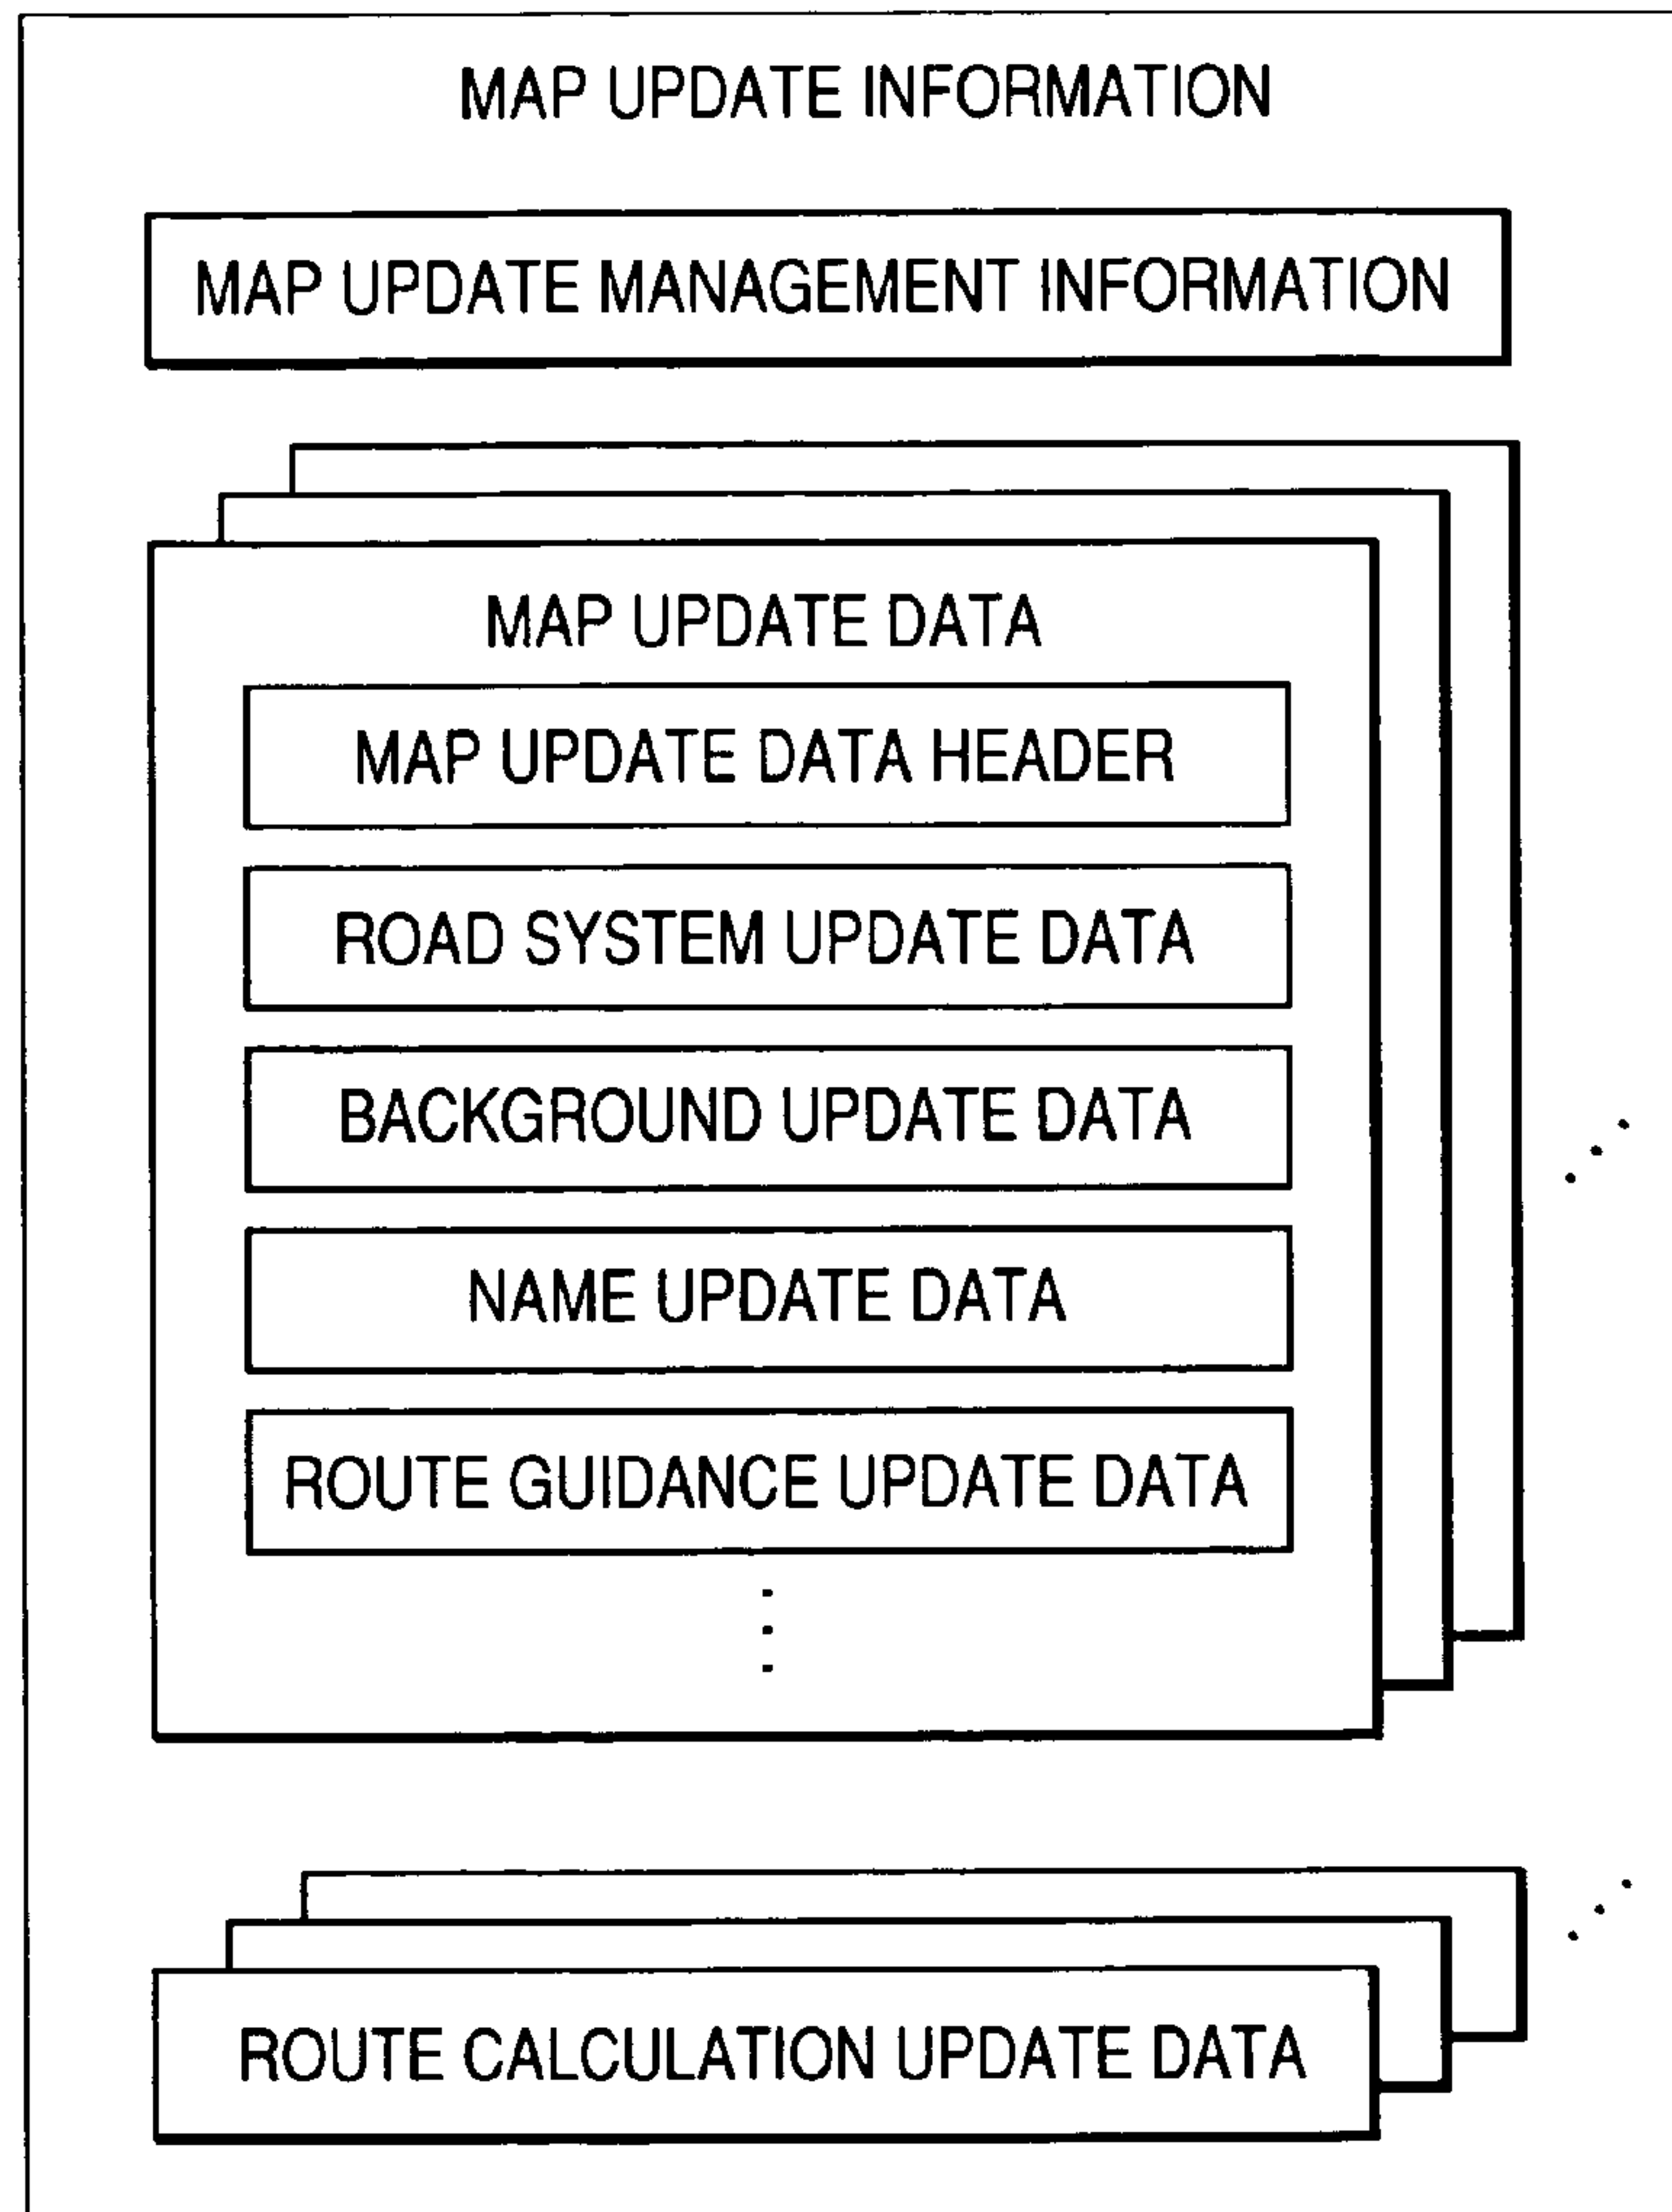 MAP UPDATE INFORMATION
MAP UPDATE MANAGEMENT INFORMATION
MAP UPDATE DATA
MAP UPDATE DATA HEADER
ROAD SYSTEM UPDATE DATA
BACKGROUND UPDATE DATA
NAME UPDATE DATA
ROUTE GUIDANCE UPDATE DATA
ROUTE CALCULATION UPDATE DATA